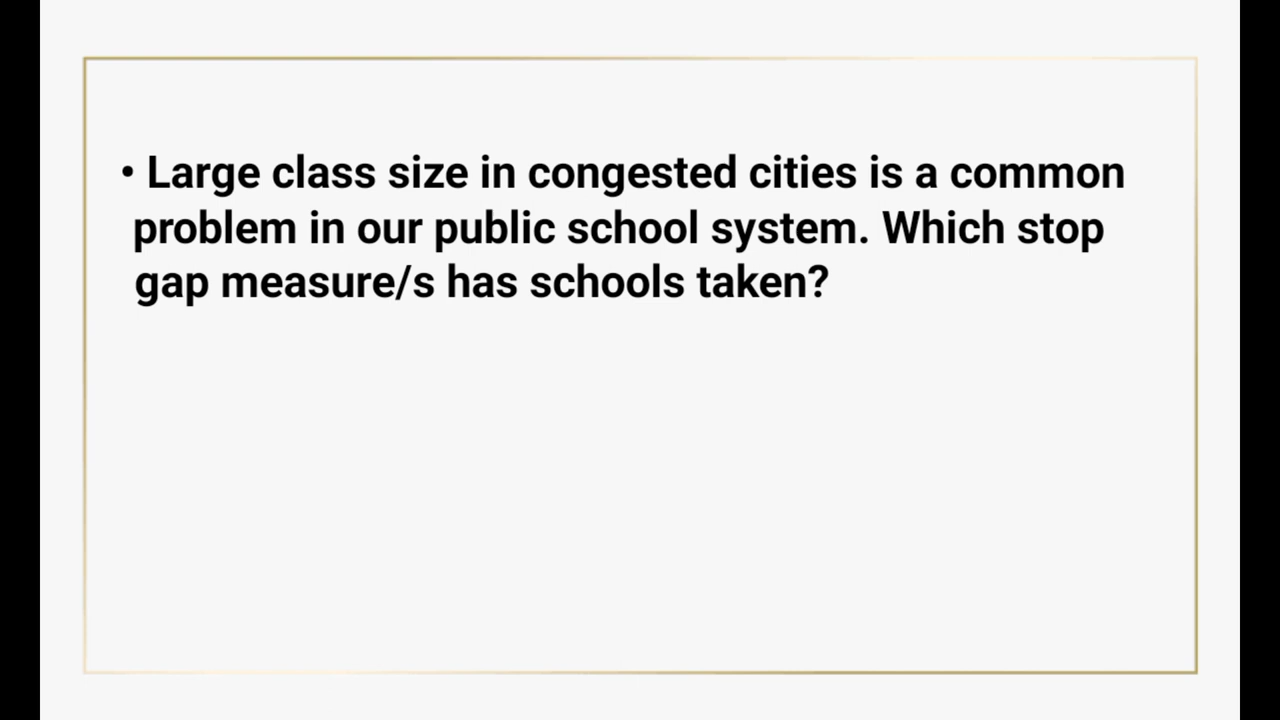 • Large class size in congested cities is a common
problem in our public school system. Which stop
gap measure/s has schools taken?